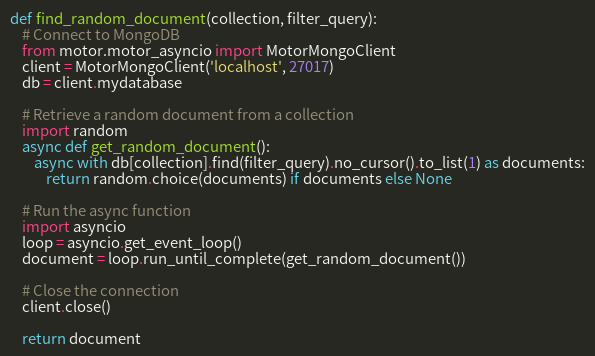 def find_random_document(collection, filter_query):
    # Connect to MongoDB
    from motor.motor_asyncio import MotorMongoClient
    client = MotorMongoClient('localhost', 27017)
    db = client.mydatabase

    # Retrieve a random document from a collection
    import random
    async def get_random_document():
        async with db[collection].find(filter_query).no_cursor().to_list(1) as documents:
            return random.choice(documents) if documents else None

    # Run the async function
    import asyncio
    loop = asyncio.get_event_loop()
    document = loop.run_until_complete(get_random_document())

    # Close the connection
    client.close()

    return document